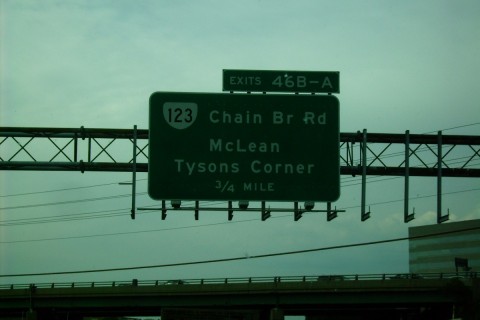 EXITS 46B-A
123 Chain Br Rd
McLean
Tysons Corner
3/4 MILE